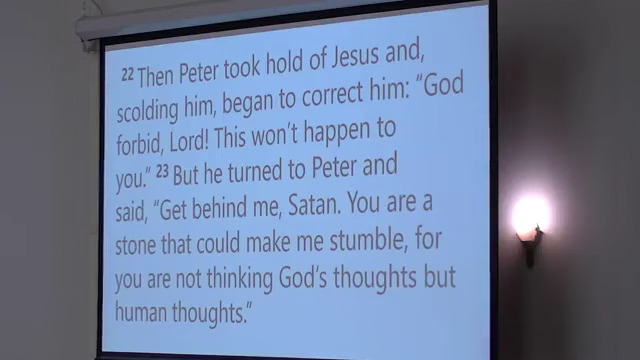 22 Then Peter took hold of Jesus and,
scolding him, began to correct him: “God
forbid, Lord! This won’t happen to
you.” 23 But he turned to Peter and
said, “Get behind me, Satan. You are a
stone that could make me stumble, for
you are not thinking God’s thoughts but
human thoughts.”